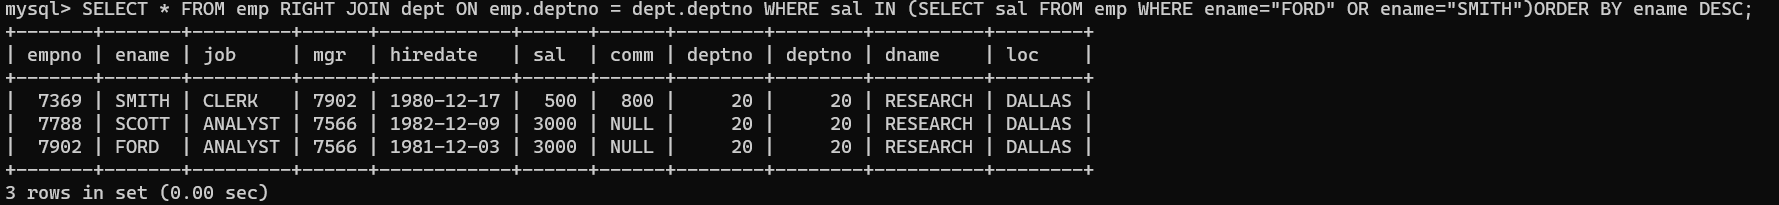 mysql> SELECT * FROM emp RIGHT JOIN dept ON emp.deptno = dept.deptno WHERE sal IN (SELECT sal FROM emp WHERE ename="FORD" OR ename="SMITH")ORDER BY ename DESC;
+-------+-------+---------+------+------------+------+------+--------+--------+----------+--------+
| empno | ename | job     | mgr  | hiredate   | sal  | comm | deptno | deptno | dname    | loc    |
+-------+-------+---------+------+------------+------+------+--------+--------+----------+--------+
|  7369 | SMITH | CLERK   | 7902 | 1980-12-17 |  500 |  800 |     20 |     20 | RESEARCH | DALLAS |
|  7788 | SCOTT | ANALYST | 7566 | 1982-12-09 | 3000 | NULL |     20 |     20 | RESEARCH | DALLAS |
|  7902 | FORD  | ANALYST | 7566 | 1981-12-03 | 3000 | NULL |     20 |     20 | RESEARCH | DALLAS |
+-------+-------+---------+------+------------+------+------+--------+--------+----------+--------+
3 rows in set (0.00 sec)